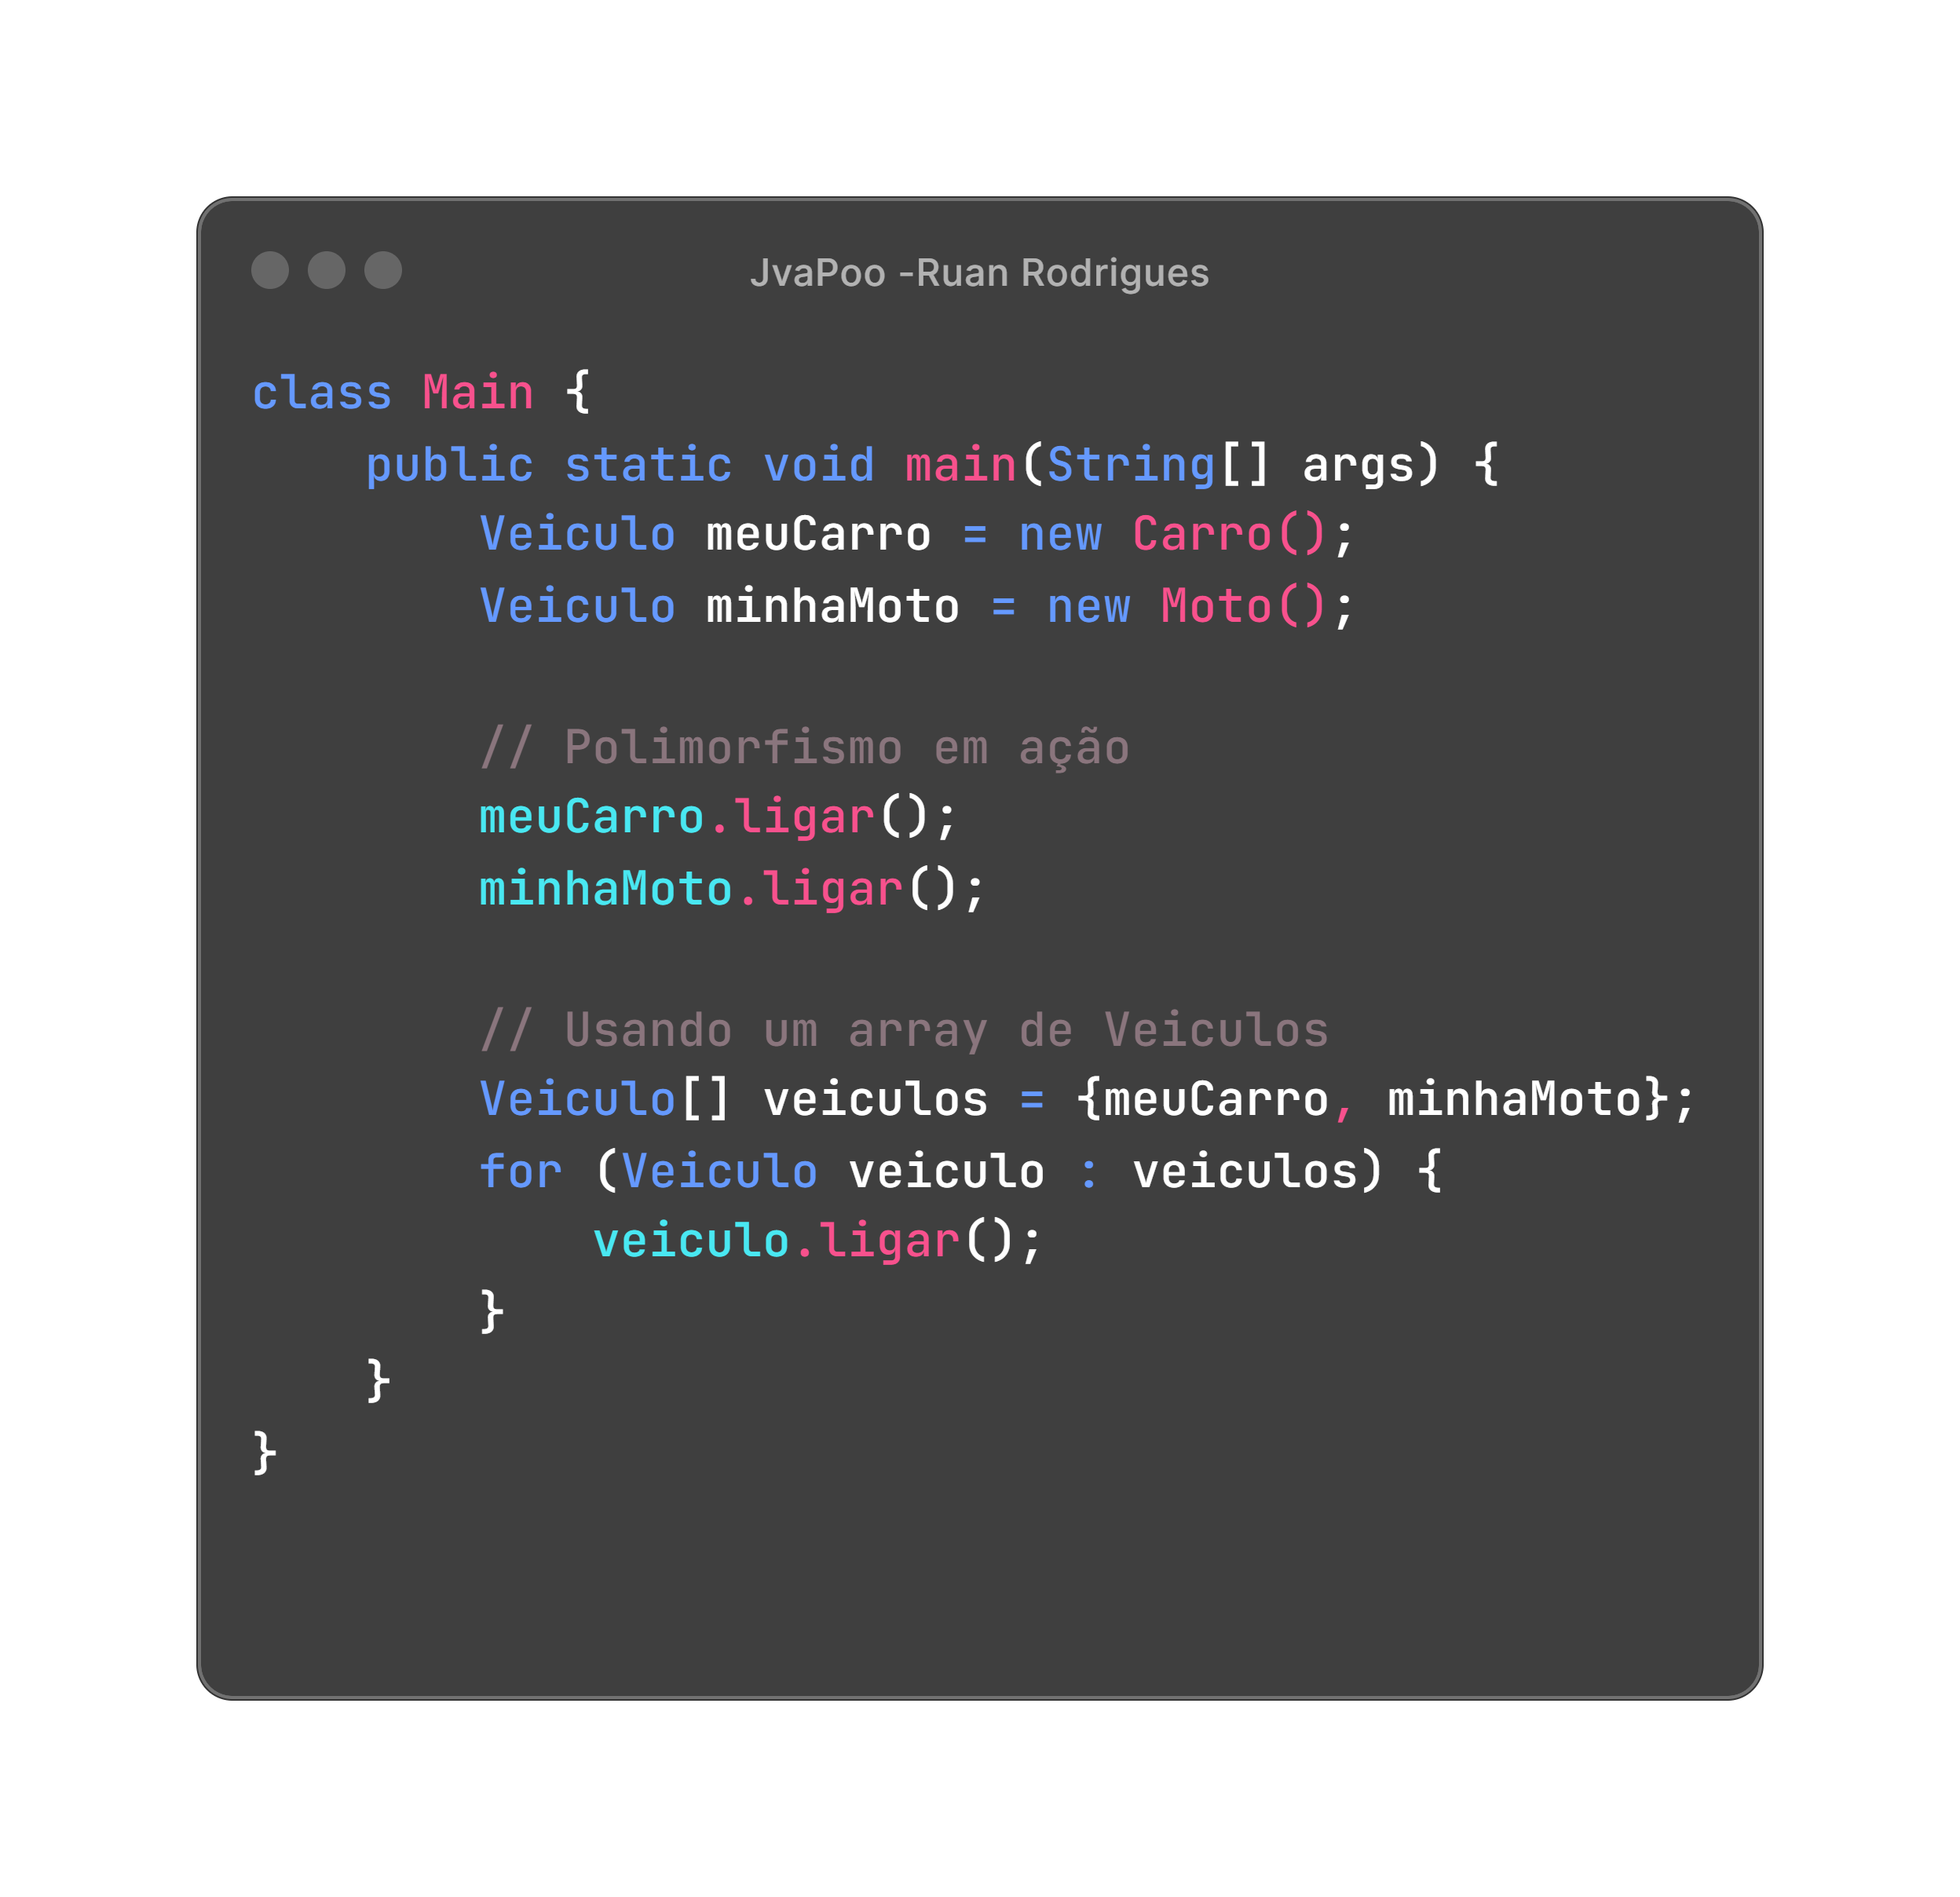 JvaPoo -Ruan Rodrigues
class Main {
    public static void main(String[] args) {
        Veiculo meuCarro = new Carro();
        Veiculo minhaMoto = new Moto();

        // Polimorfismo em ação
        meuCarro.ligar();
        minhaMoto.ligar();

        // Usando um array de Veiculos
        Veiculo[] veiculos = {meuCarro, minhaMoto};
        for (Veiculo veiculo : veiculos) {
            veiculo.ligar();
        }
    }
}